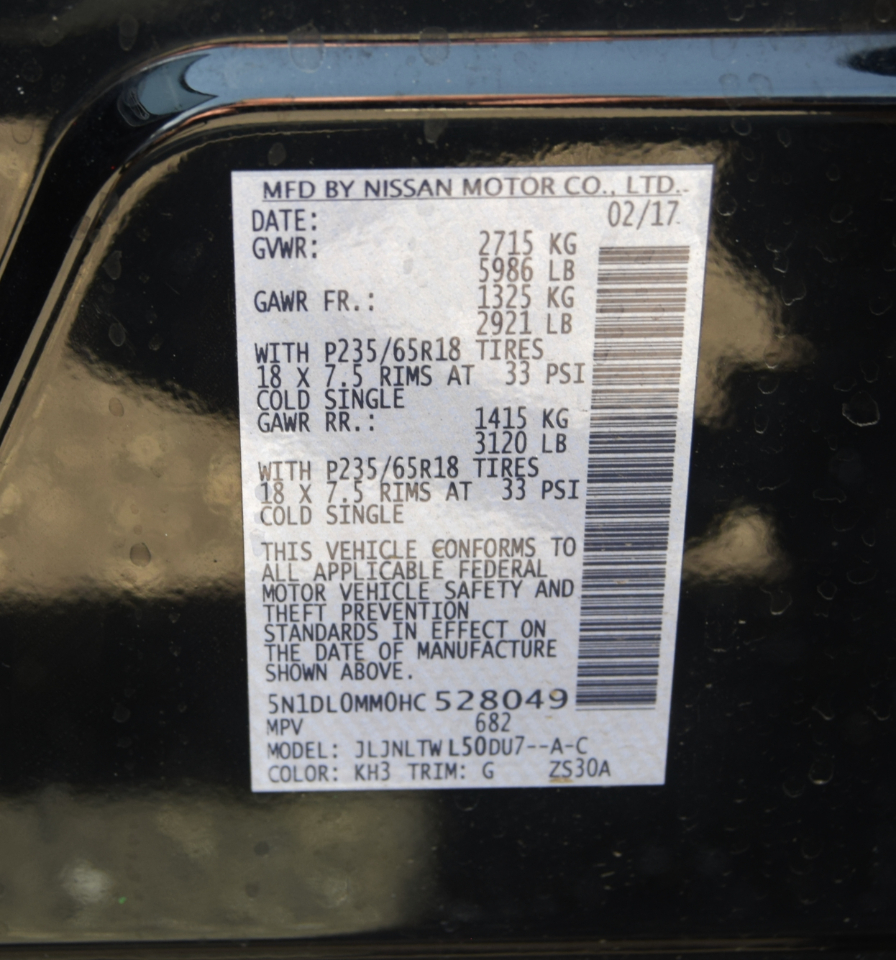 MFD BY NISSAN MOTOR CO., LTD.
DATE: 02/17
GVWR: 2715 KG
5986 LB
GAWR FR.: 1325 KG
2921 LB
WITH P235/65R18 TIRES
18 X 7.5 RIMS AT 33 PSI
COLD SINGLE
GAWR RR.: 1415 KG
3120 LB
WITH P235/65R18 TIRES
18 X 7.5 RIMS AT 33 PSI
COLD SINGLE
THIS VEHICLE CONFORMS TO
ALL APPLICABLE FEDERAL
MOTOR VEHICLE SAFETY AND
THEFT PREVENTION
STANDARDS IN EFFECT ON
THE DATE OF MANUFACTURE
SHOWN ABOVE.
5N1DL0MM0HC 528049
MPV 682
MODEL: JLJNLTW L50DU7--A-C
COLOR: KH3 TRIM: G ZS30A